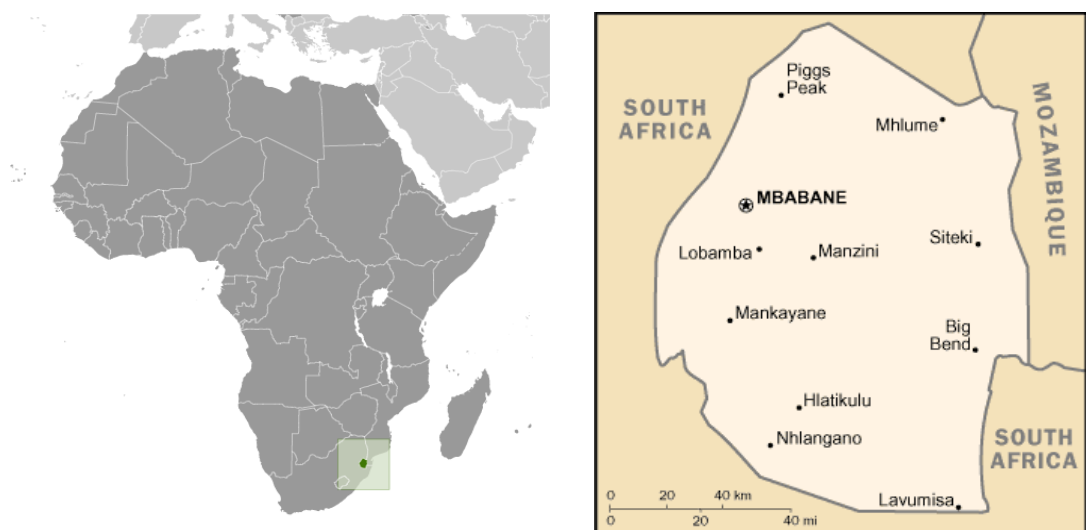 Piggs
Peak
SOUTH
AFRICA
Mhlume
MOZAMBIQUE
MBABANE
Lobamba
Manzini
Siteki
Mankayane
Big
Bend
Hlatikulu
Nhlangano
SOUTH
AFRICA
Lavumisa
0 20 40 km
0 20 40 mi